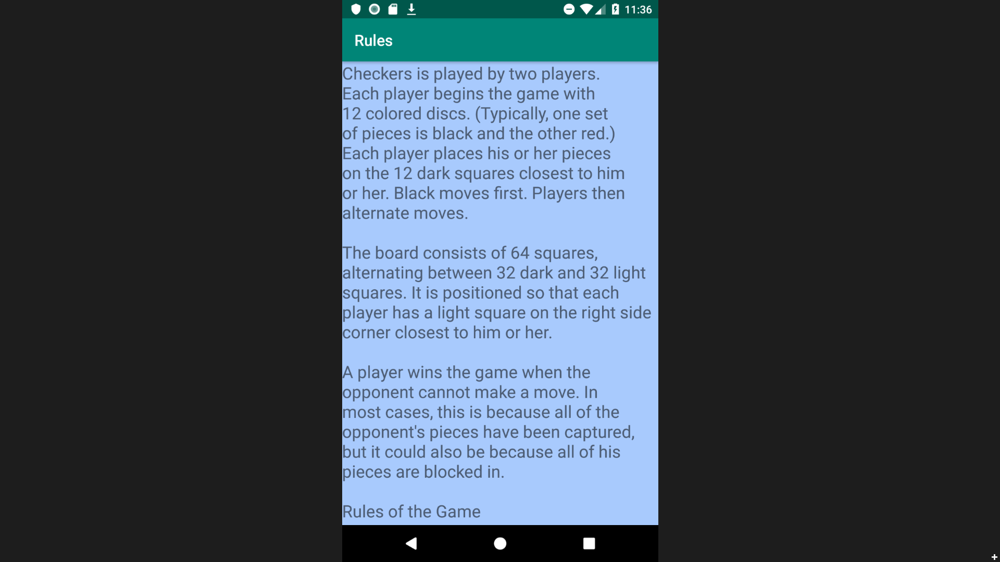 11:36
Rules
Checkers is played by two players.
Each player begins the game with
12 colored discs. (Typically, one set
of pieces is black and the other red.)
Each player places his or her pieces
on the 12 dark squares closest to him
or her. Black moves first. Players then
alternate moves.
The board consists of 64 squares,
alternating between 32 dark and 32 light
squares. It is positioned so that each
player has a light square on the right side
corner closest to him or her.
A player wins the game when the
opponent cannot make a move. In
most cases, this is because all of the
opponent's pieces have been captured,
but it could also be because all of his
pieces are blocked in.
Rules of the Game